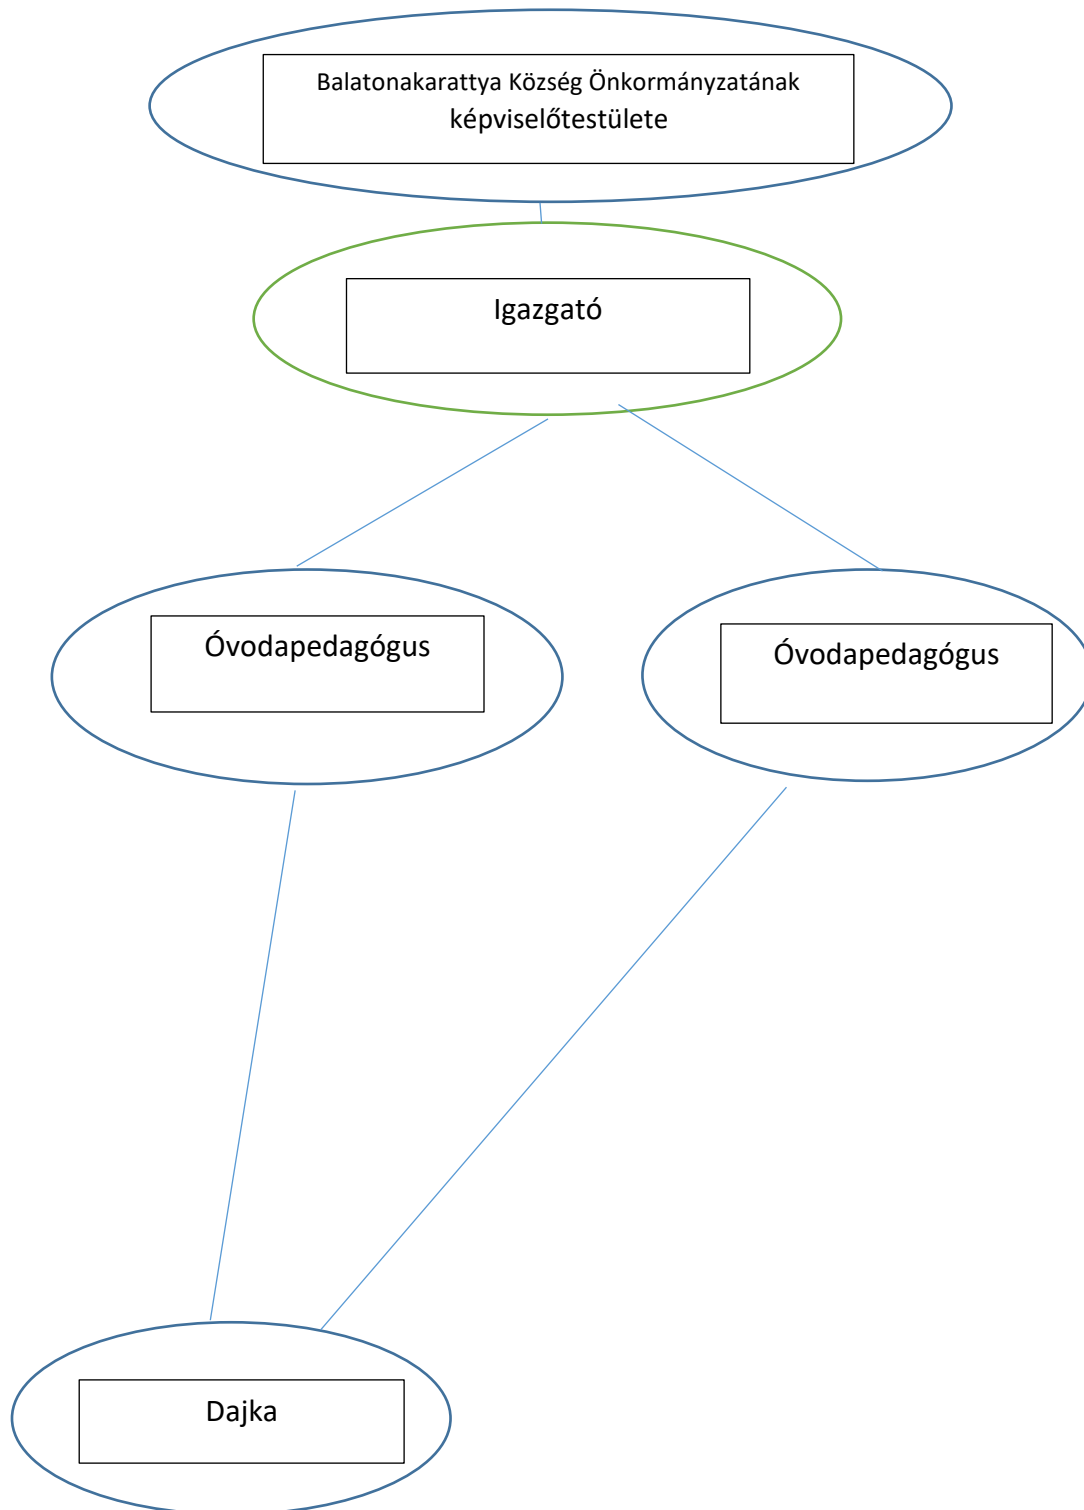 Balatonakarattya Község Önkormányzatának
képviselőtestülete
Igazgató
Óvodapedagógus
Óvodapedagógus
Dajka